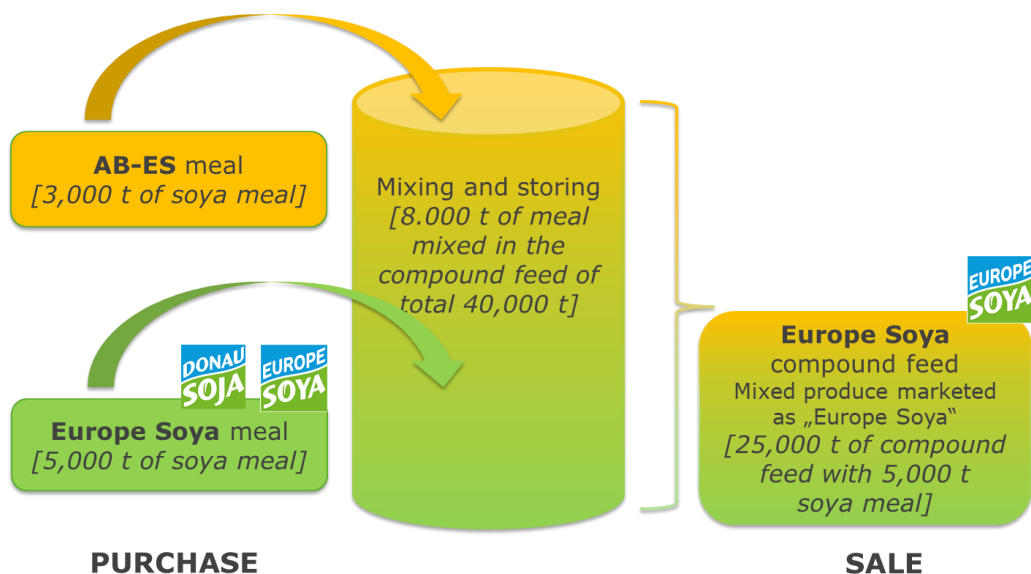 AB-ES meal
[3,000 t of soya meal]
Mixing and storing
[8.000 t of meal
mixed in the
compound feed of
total 40,000 t]
DONAU
SOJA
EUROPE
SOYA
Europe Soya meal
[5,000 t of soya meal]
EUROPE
SOYA
Europe Soya
compound feed
Mixed produce marketed
as „Europe Soya“
[25,000 t of compound
feed with 5,000 t
soya meal]
PURCHASE
SALE